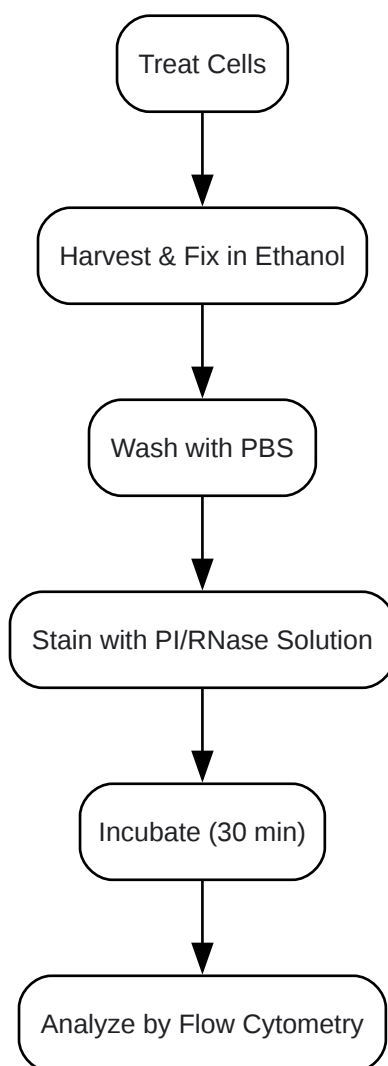 Treat Cells
Harvest & Fix in Ethanol
Wash with PBS
Stain with PI/RNase Solution
Incubate (30 min)
Analyze by Flow Cytometry